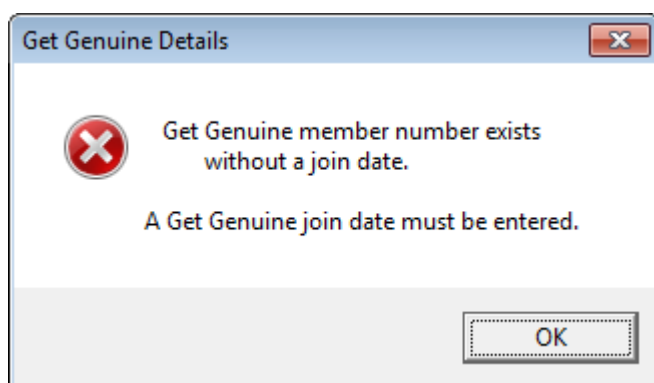 Get Genuine Details
Get Genuine member number exists
without a join date.
A Get Genuine join date must be entered.
OK